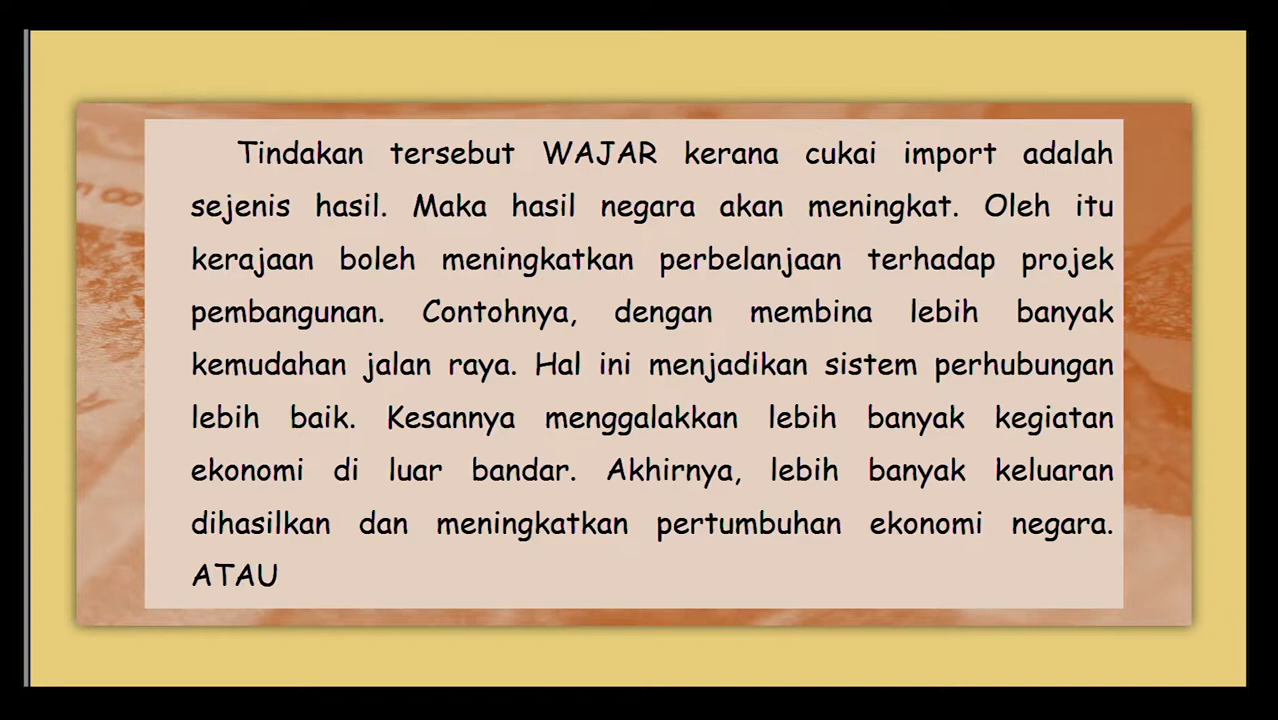 Tindakan tersebut WAJAR kerana cukai import adalah
sejenis hasil. Maka hasil negara akan meningkat. Oleh itu
kerajaan boleh meningkatkan perbelanjaan terhadap projek
pembangunan. Contohnya, dengan membina lebih banyak
kemudahan jalan raya. Hal ini menjadikan sistem perhubungan
lebih baik. Kesannya menggalakkan lebih banyak kegiatan
ekonomi di luar bandar. Akhirnya, lebih banyak keluaran
dihasilkan dan meningkatkan pertumbuhan ekonomi negara.
ATAU